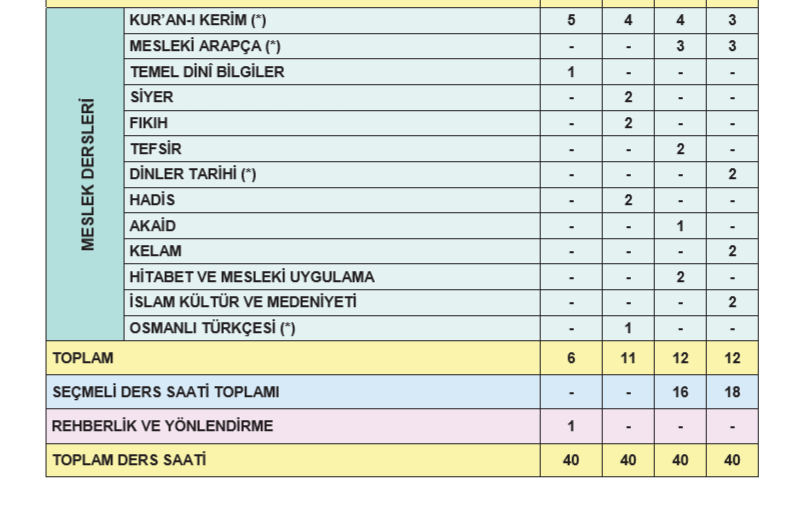 MESLEK DERSLERİ
KUR'AN-I KERİM (*) 5 4 4 3
MESLEKİ ARAPÇA (*) - - 3 3
TEMEL DİNÎ BİLGİLER 1 - - -
SİYER - 2 - -
FIKIH - 2 - -
TEFSİR - - 2 -
DİNLER TARİHİ (*) - - - 2
HADİS - 2 - -
AKAİD - - 1 -
KELAM - - - 2
HİTABET VE MESLEKİ UYGULAMA - - 2 -
İSLAM KÜLTÜR VE MEDENİYETİ - - - 2
OSMANLI TÜRKÇESİ (*) - 1 - -
TOPLAM 6 11 12 12
SEÇMELİ DERS SAATİ TOPLAMI - - 16 18
REHBERLİK VE YÖNLENDİRME 1 - - -
TOPLAM DERS SAATİ 40 40 40 40